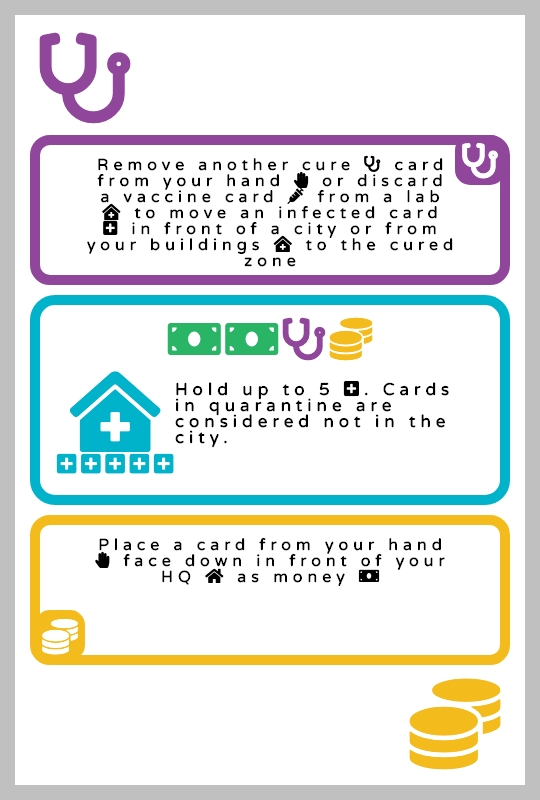 Remove another cure card
from your hand or discard
a vaccine card from a lab
to move an infected card
in front of a city or from
your buildings to the cured
zone
Hold up to 5 . Cards
in quarantine are
considered not in the
city.
Place a card from your hand
face down in front of your
HQ as money